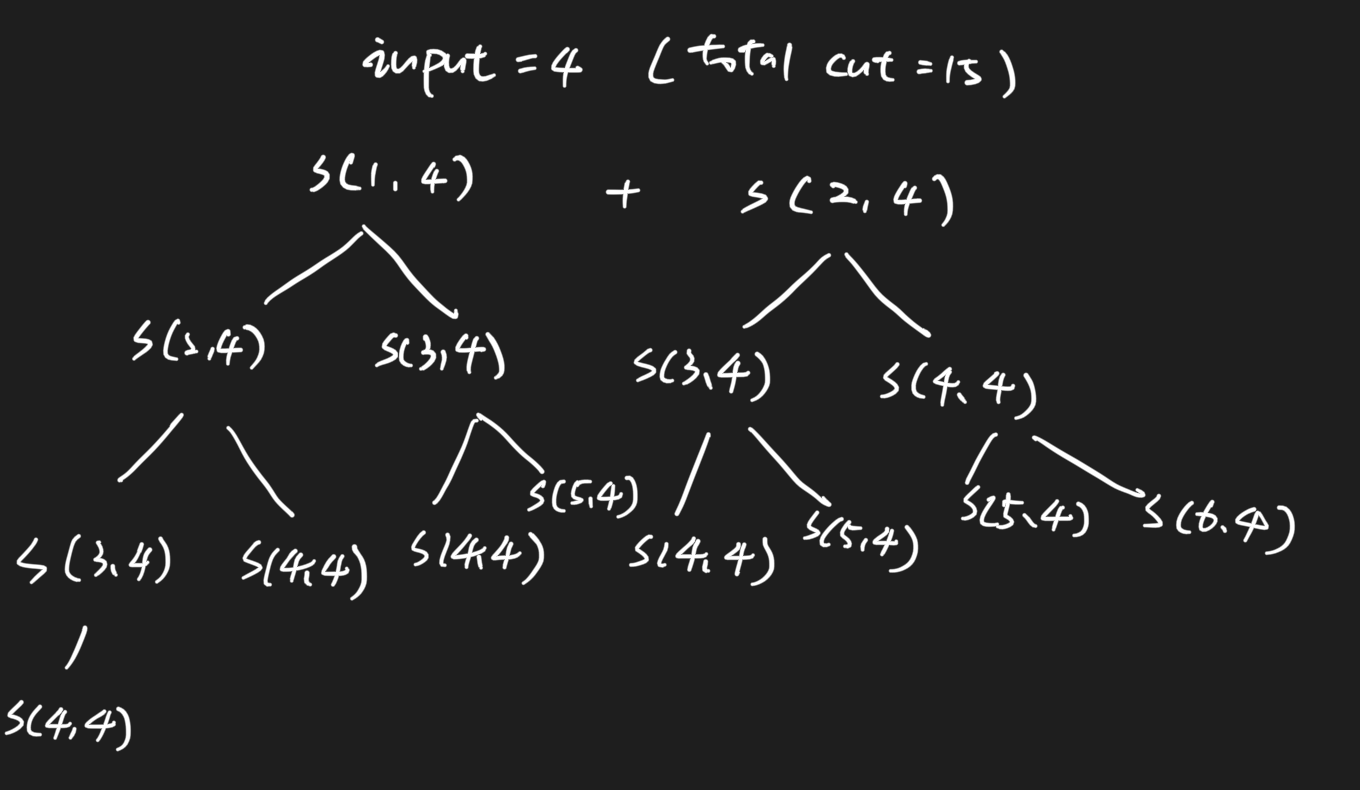 input = 4 (total cut = 15)
S(1, 4) + S(2, 4)
S(2,4) S(3,4) S(3,4) S(4,4)
S(5,4) S(5,4) S(5,4) S(6,4)
S(3,4) S(4,4) S(4,4) S(4,4)
S(4,4)